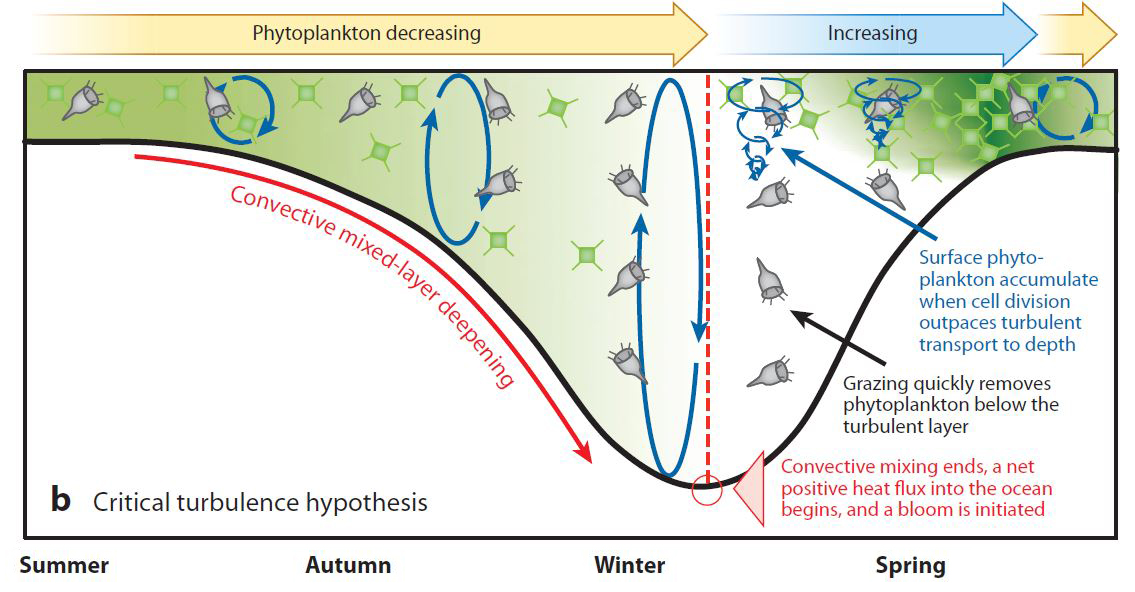 Phytoplankton decreasing
Increasing
Convective mixed-layer deepening
Surface phyto-
plankton accumulate
when cell division
outpaces turbulent
transport to depth
Grazing quickly removes
phytoplankton below the
turbulent layer
Convective mixing ends, a net
positive heat flux into the ocean
begins, and a bloom is initiated
b Critical turbulence hypothesis
Summer
Autumn
Winter
Spring